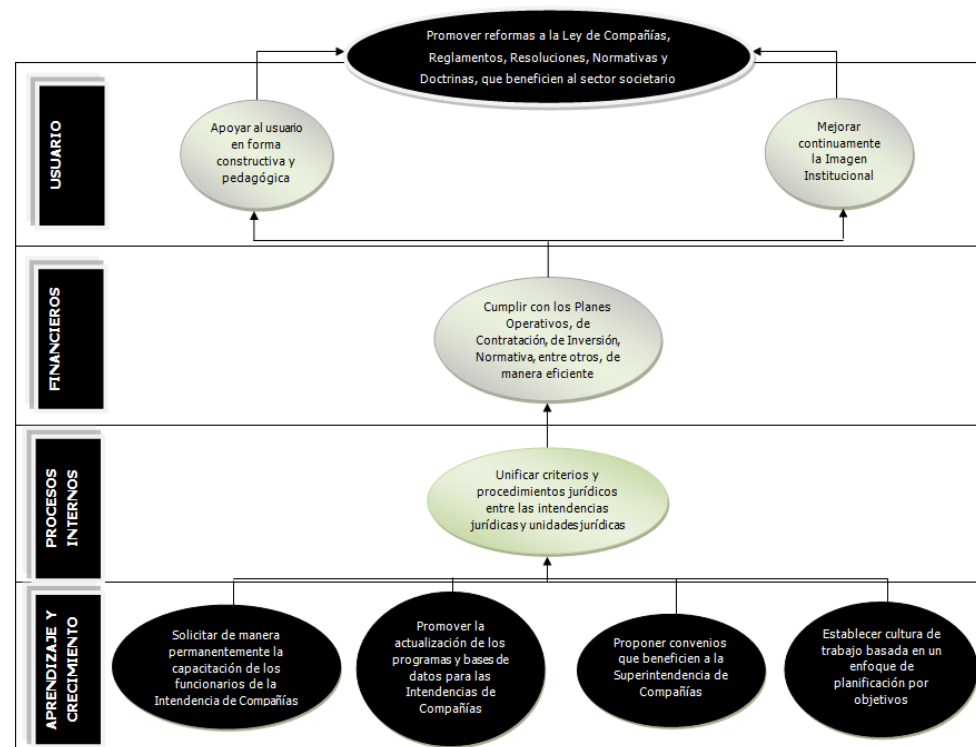 Promover reformas a la Ley de Compañías,
Reglamentos, Resoluciones, Normativas y
Doctrinas, que beneficien al sector societario
USUARIO
Apoyar al usuario
en forma
constructiva y
pedagógica
Mejorar
continuamente
la Imagen
Institucional
FINANCIEROS
Cumplir con los Planes
Operativos, de
Contratación, de Inversión,
Normativa, entre otros, de
manera eficiente
PROCESOS
INTERNOS
Unificar criterios y
procedimientos jurídicos
entre las intendencias
jurídicas y unidades jurídicas
APRENDIZAJE Y
CRECIMIENTO
Solicitar de manera
permanentemente la
capacitación de los
funcionarios de la
Intendencia de Compañías
Promover la
actualización de los
programas y bases de
datos para las
Intendencias de
Compañías
Proponer convenios
que beneficien a la
Superintendencia de
Compañías
Establecer cultura de
trabajo basada en un
enfoque de
planificación por
objetivos